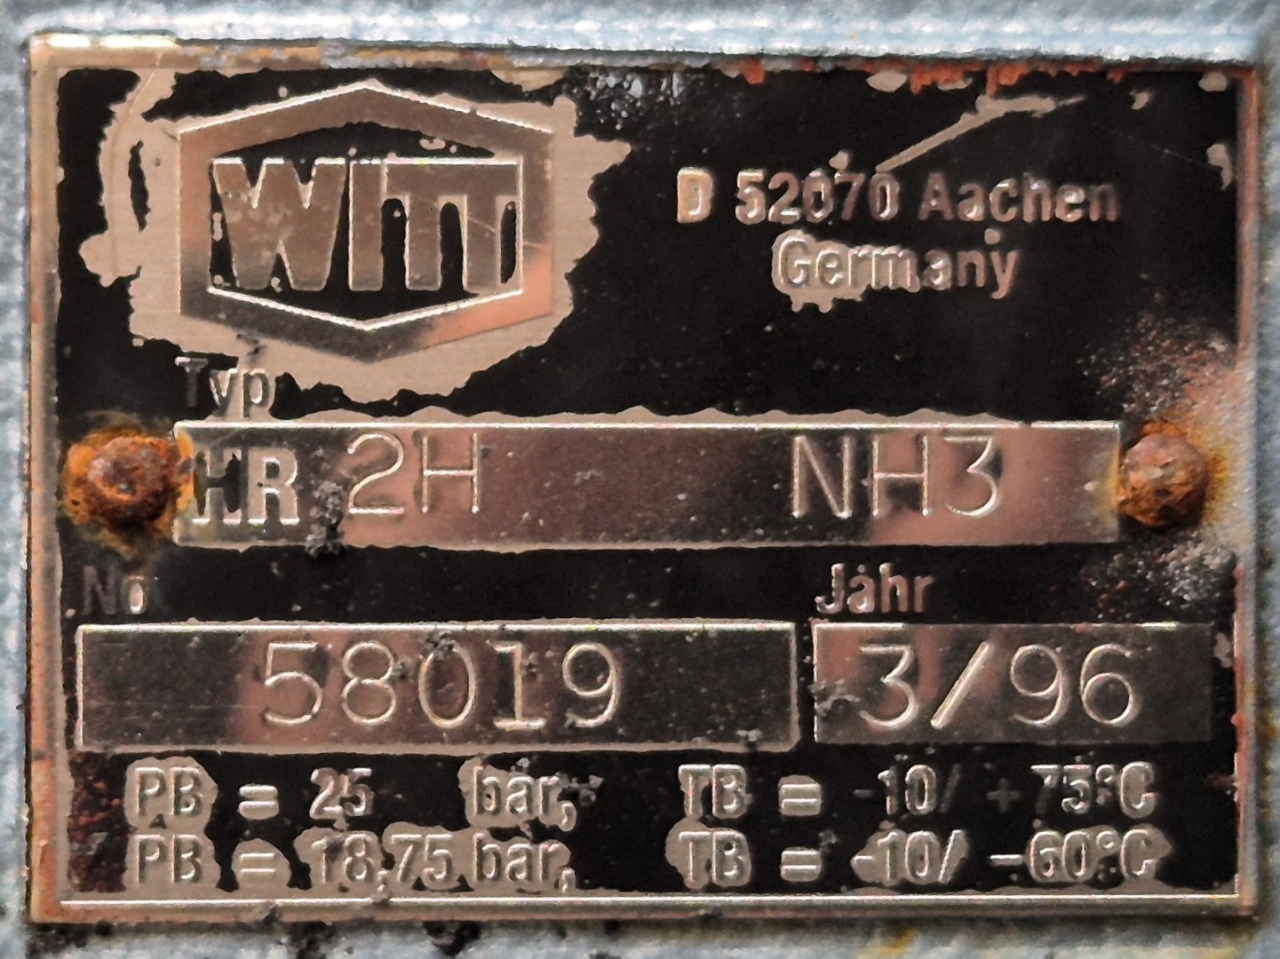 WITT
D 52070 Aachen
Germany
Typ
HR 2H NH3
No
58019
Jahr
3/96
PB = 25 bar, TB = -10/ + 75°C
PB = 18,75 bar, TB = -10/ -60°C